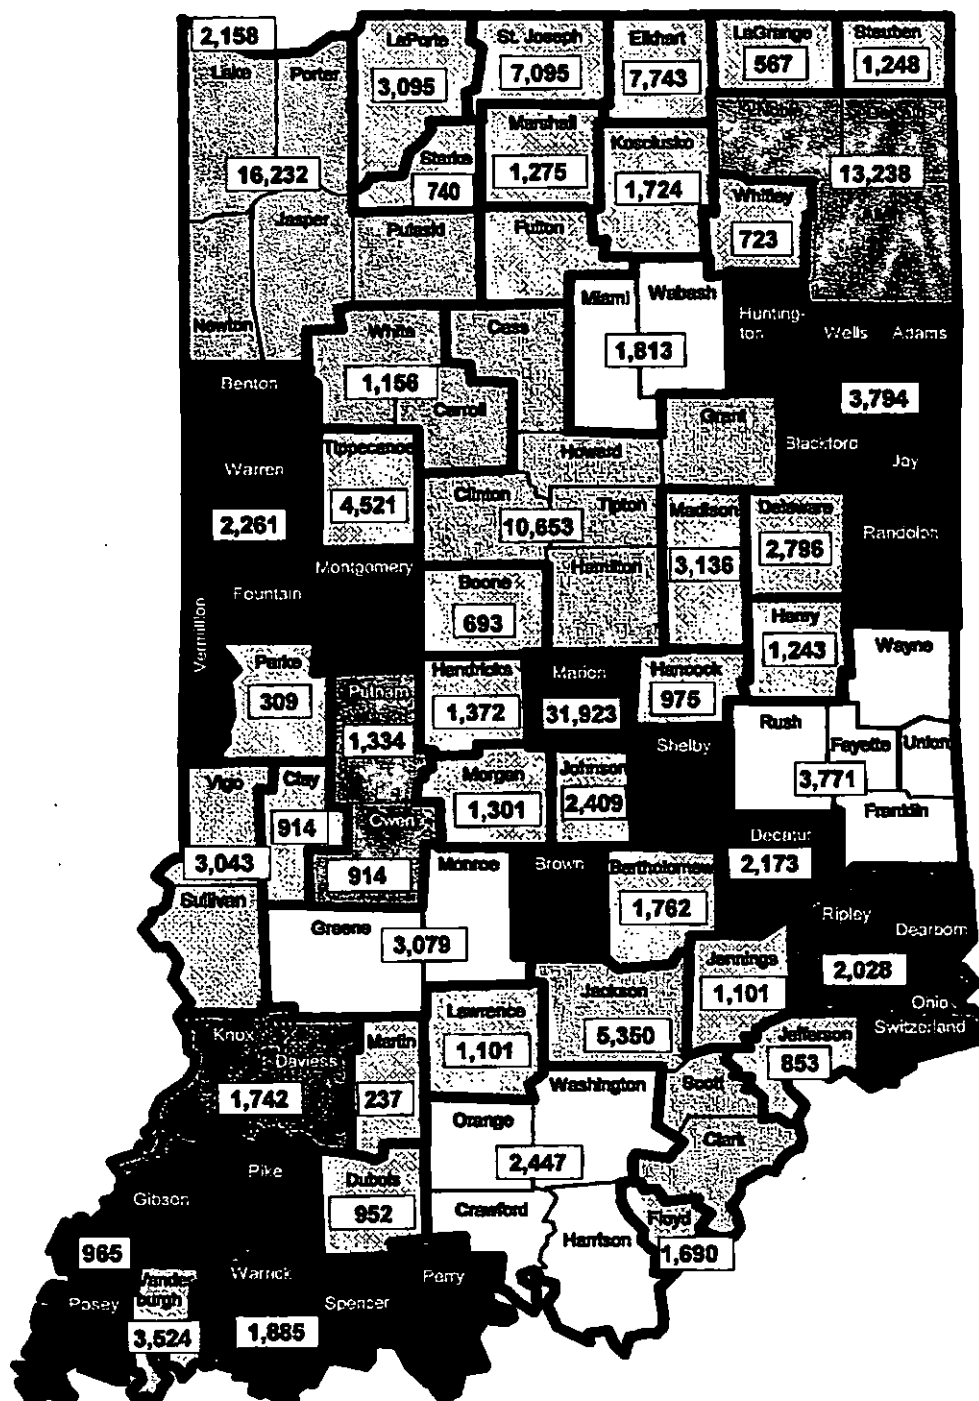 2,158
Lake
Porter
LaPorte
3,095
St. Joseph
7,095
Elkhart
7,743
LaGrange
567
Steuben
1,248
16,232
Starke
740
Marshall
1,275
Kosciusko
1,724
13,238
Whitley
723
Jasper
Pulaski
Fulton
Newton
Miami
Wabash
1,813
Hunting-
ton
Wells
Adams
3,794
White
1,156
Cass
Carroll
Benton
Warren
2,261
Tippecanoe
4,521
Howard
Grant
Blackford
Jay
Clinton
Tipton
10,653
Hamilton
Madison
3,136
Delaware
2,796
Randolph
Montgomery
Fountain
Vermillion
Boone
693
Henry
1,243
Wayne
Parke
309
Putnam
1,334
Hendricks
1,372
Marion
31,923
Hancock
975
Shelby
Rush
Fayette
Union
3,771
Franklin
Vigo
3,043
Clay
914
Owen
914
Morgan
1,301
Johnson
2,409
Decatur
2,173
Sullivan
Monroe
Brown
Bartholomew
1,762
Greene
3,079
Ripley
Dearborn
2,028
Ohio
Switzerland
Jennings
1,101
Jackson
5,350
Lawrence
1,101
Jefferson
853
Knox
Daviess
1,742
Martin
237
Washington
Scott
Clark
Orange
2,447
Pike
Gibson
Dubois
952
Crawford
Harrison
Floyd
1,690
965
Posey
Vander
burgh
3,524
Warrick
1,885
Spencer
Perry